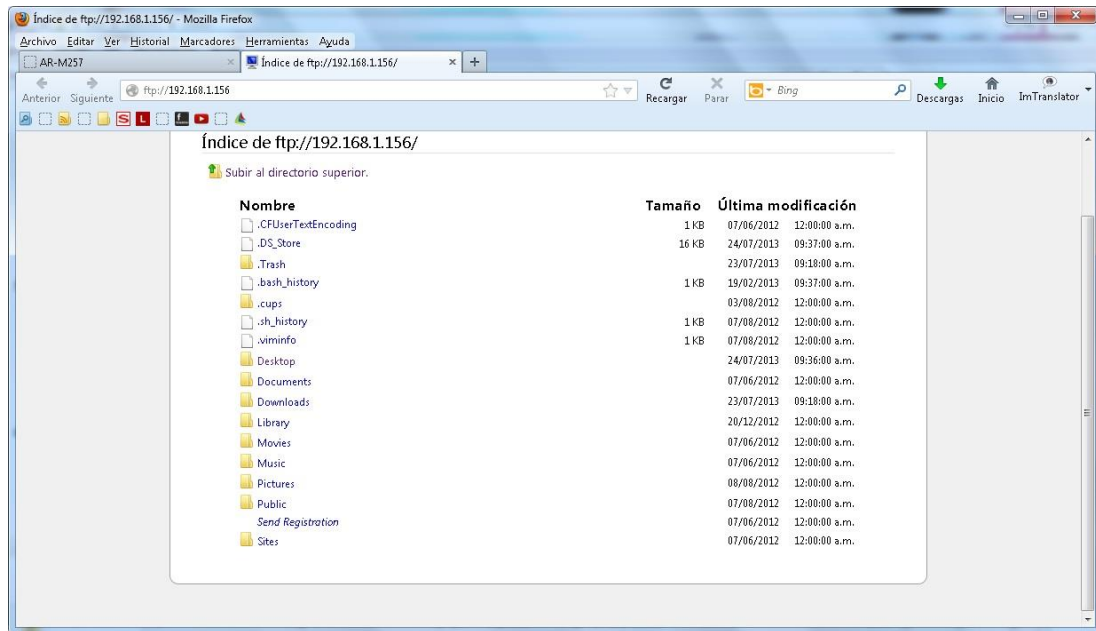 Índice de ftp://192.168.1.156/ - Mozilla Firefox
Archivo Editar Ver Historial Marcadores Herramientas Ayuda
AR-M257 Índice de ftp://192.168.1.156/
Anterior Siguiente ftp://192.168.1.156 Recargar Parar Bing Descargas Inicio ImTranslator
Índice de ftp://192.168.1.156/
Subir al directorio superior.
Nombre Tamaño Última modificación
.CFUserTextEncoding 1 KB 07/06/2012 12:00:00 a.m.
.DS_Store 16 KB 24/07/2013 09:37:00 a.m.
.Trash 23/07/2013 09:18:00 a.m.
.bash_history 1 KB 19/02/2013 09:37:00 a.m.
.cups 03/08/2012 12:00:00 a.m.
.sh_history 1 KB 07/08/2012 12:00:00 a.m.
.viminfo 1 KB 07/08/2012 12:00:00 a.m.
Desktop 24/07/2013 09:36:00 a.m.
Documents 07/06/2012 12:00:00 a.m.
Downloads 23/07/2013 09:18:00 a.m.
Library 20/12/2012 12:00:00 a.m.
Movies 07/06/2012 12:00:00 a.m.
Music 07/06/2012 12:00:00 a.m.
Pictures 08/08/2012 12:00:00 a.m.
Public 07/08/2012 12:00:00 a.m.
Send Registration 07/06/2012 12:00:00 a.m.
Sites 07/06/2012 12:00:00 a.m.